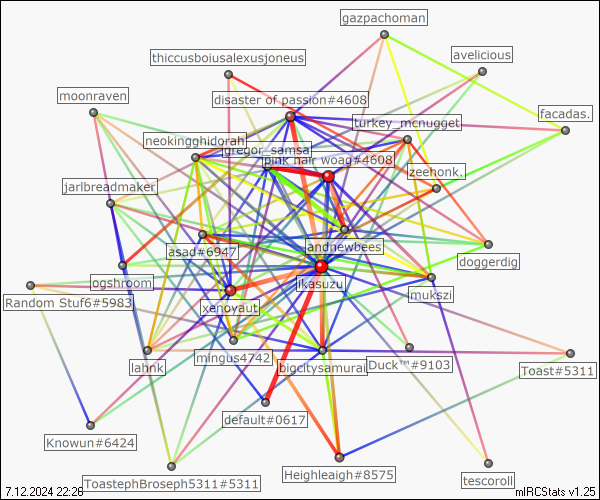 gazpachoman
avelicious
thiccusboiusalexusjoneus
moonraven
disaster of passion#4608
facadas.
turkey_mcnugget
neokingghidorah
gregor_samsa
pink hair woag#4608
zeehonk.
jarlbreadmaker
andnewbees
asad#6947
doggerdig
ogshroom
ikasuzu
mukszi
Random Stuf6#5983
xenoyaut
mingus4742
lahnk
bigcitysamurai
Duck™#9103
Toast#5311
default#0617
Knowun#6424
Heighleaigh#8575
tescoroll
ToastephBroseph5311#5311
7.12.2024 22:26
mIRCStats v1.25